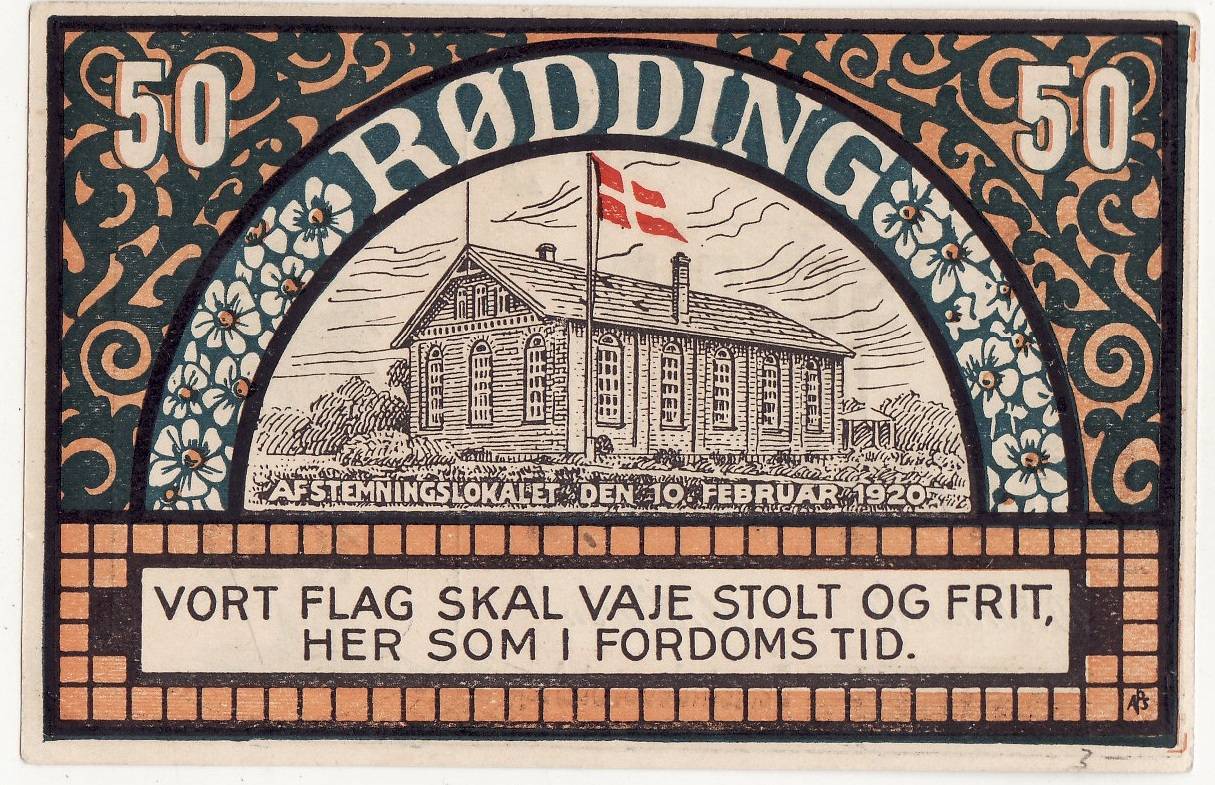 50
RØDDING
50
AFSTEMNINGSLOKALET DEN 10. FEBRUAR 1920.
VORT FLAG SKAL VAJE STOLT OG FRIT,
HER SOM I FORDOMS TID.
3